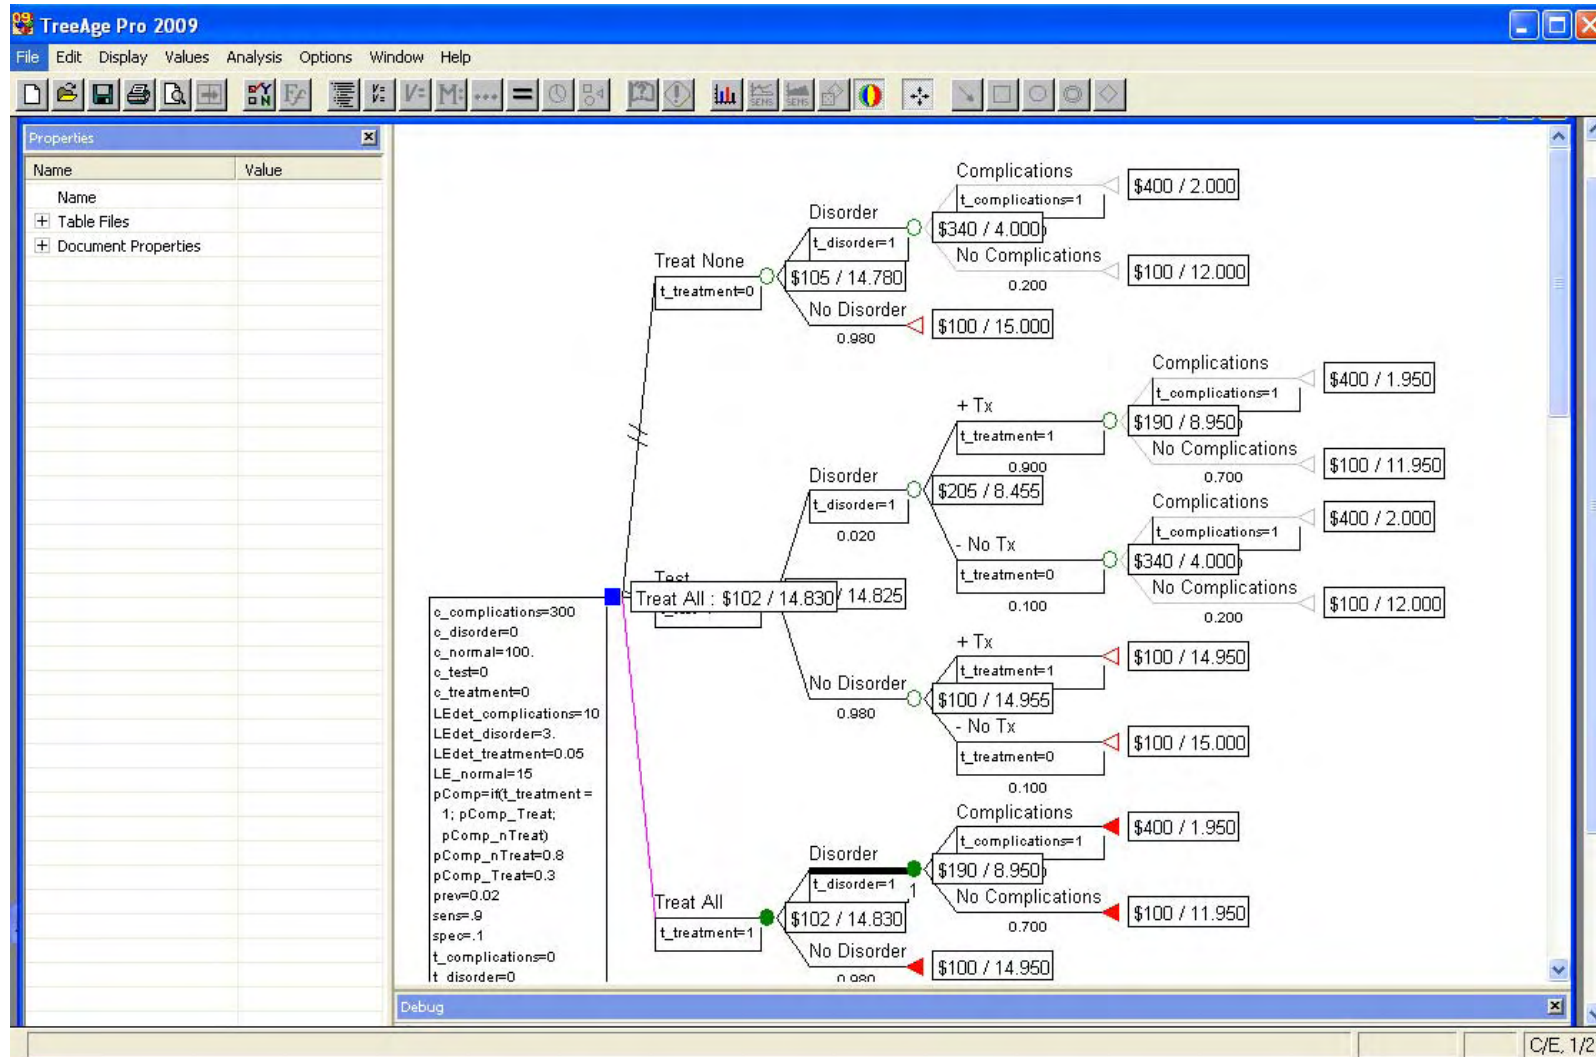 TreeAge Pro 2009
File Edit Display Values Analysis Options Window Help
Properties
Name Value
Name
Table Files
Document Properties
Complications
t_complications=1
$400 / 2.000
Disorder
t_disorder=1
$340 / 4.000
No Complications
0.200
$100 / 12.000
Treat None
t_treatment=0
$105 / 14.780
No Disorder
0.980
$100 / 15.000
Complications
t_complications=1
$400 / 1.950
+ Tx
t_treatment=1
0.900
$190 / 8.950
No Complications
0.700
$100 / 11.950
Disorder
t_disorder=1
0.020
$205 / 8.455
Complications
t_complications=1
$400 / 2.000
- No Tx
t_treatment=0
0.100
$340 / 4.000
No Complications
0.200
$100 / 12.000
Test
Treat All : $102 / 14.830
/ 14.825
+ Tx
t_treatment=1
$100 / 14.950
No Disorder
0.980
$100 / 14.955
- No Tx
t_treatment=0
0.100
$100 / 15.000
Complications
t_complications=1
$400 / 1.950
Disorder
t_disorder=1
$190 / 8.950
No Complications
0.700
$100 / 11.950
Treat All
t_treatment=1
$102 / 14.830
No Disorder
0.980
$100 / 14.950
c_complications=300
c_disorder=0
c_normal=100.
c_test=0
c_treatment=0
LEdet_complications=10
LEdet_disorder=3.
LEdet_treatment=0.05
LE_normal=15
pComp=if(t_treatment =
1; pComp_Treat;
pComp_nTreat)
pComp_nTreat=0.8
pComp_Treat=0.3
prev=0.02
sens=.9
spec=.1
t_complications=0
t_disorder=0
Debug
C/E, 1/2